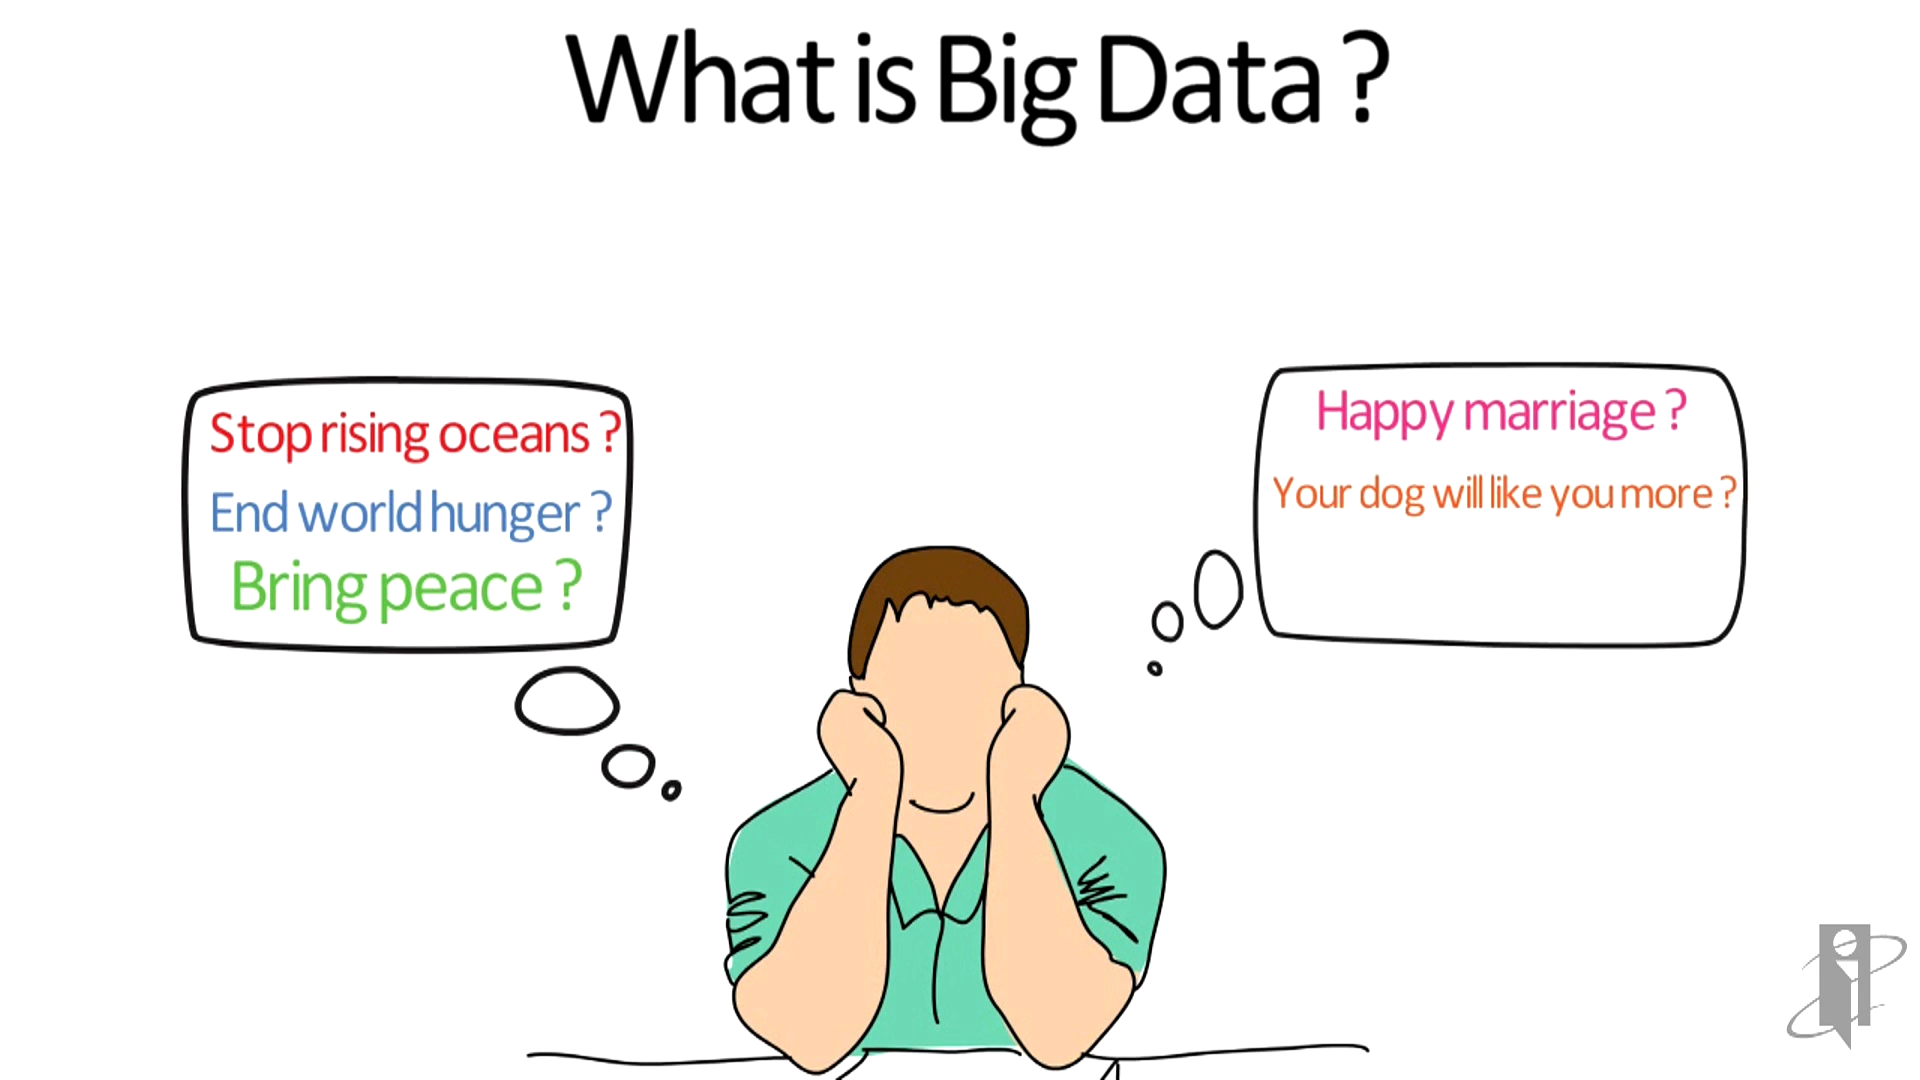 What is Big Data ?
Stop rising oceans ?
End world hunger ?
Bring peace ?
Happy marriage ?
Your dog will like you more ?